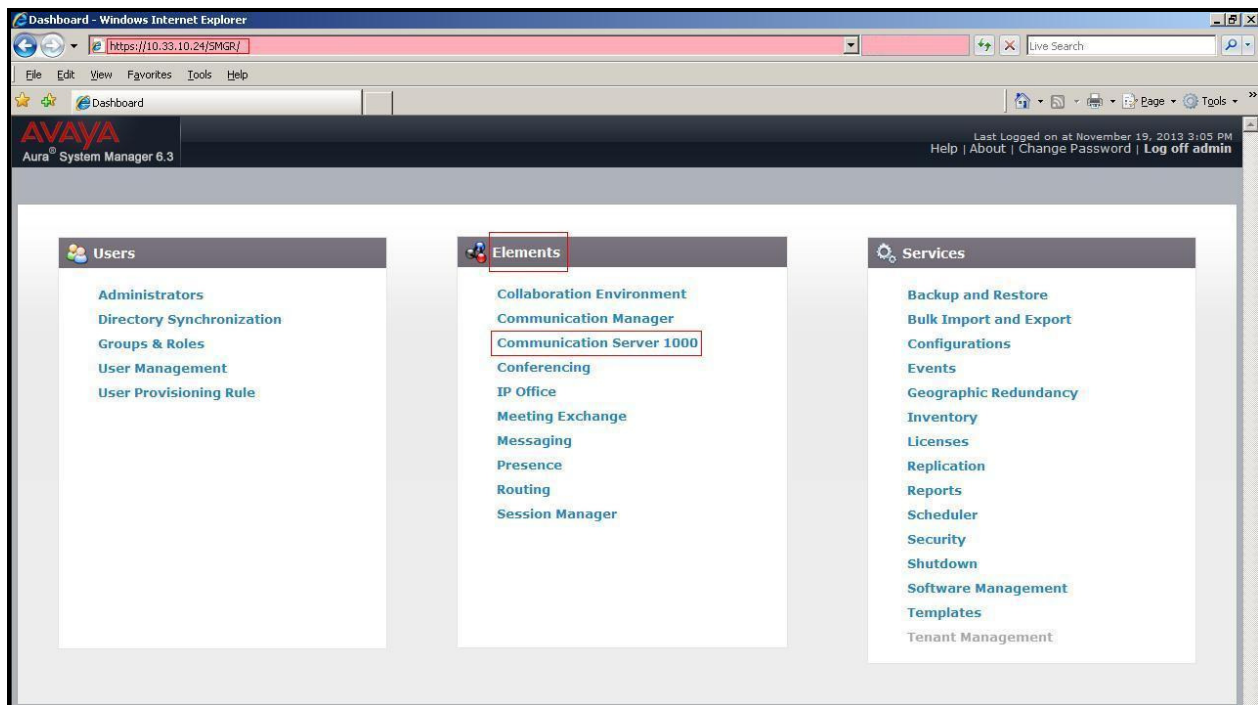 Dashboard - Windows Internet Explorer
https://10.33.10.24/SMGR/
Live Search
File Edit View Favorites Tools Help
Dashboard
Page Tools
AVAYA
Aura® System Manager 6.3
Last Logged on at November 19, 2013 3:05 PM
Help | About | Change Password | Log off admin
Users
Administrators
Directory Synchronization
Groups & Roles
User Management
User Provisioning Rule
Elements
Collaboration Environment
Communication Manager
Communication Server 1000
Conferencing
IP Office
Meeting Exchange
Messaging
Presence
Routing
Session Manager
Services
Backup and Restore
Bulk Import and Export
Configurations
Events
Geographic Redundancy
Inventory
Licenses
Replication
Reports
Scheduler
Security
Shutdown
Software Management
Templates
Tenant Management